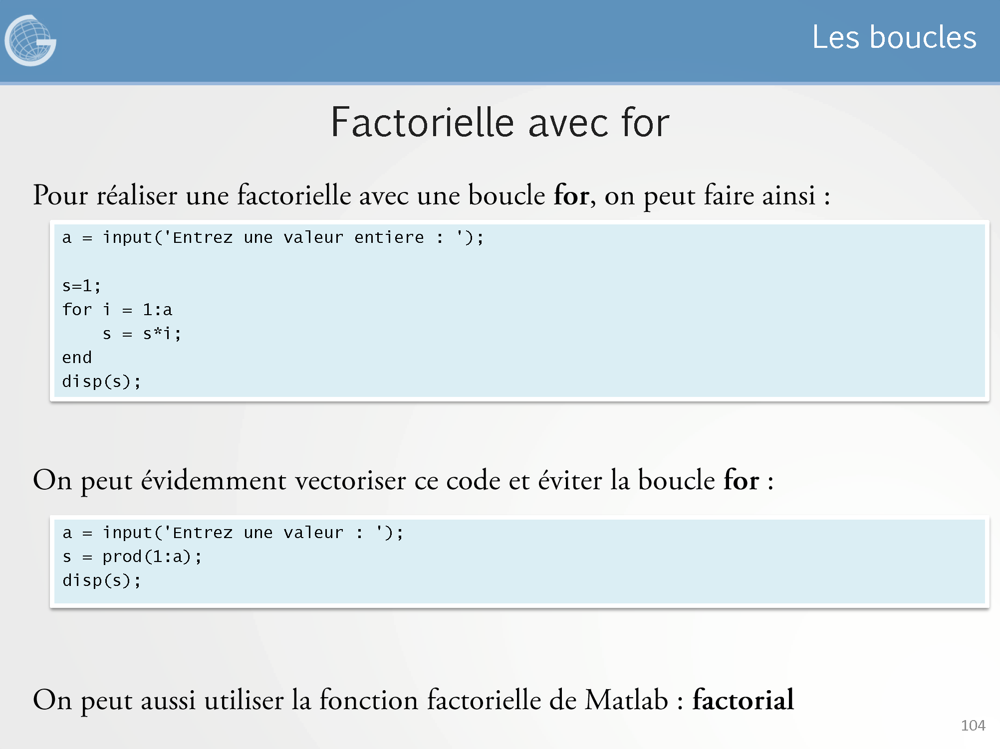 Les boucles
Factorielle avec for
Pour réaliser une factorielle avec une boucle for, on peut faire ainsi :
a = input('Entrez une valeur entiere : ');
s=1;
for i = 1:a
    s = s*i;
end
disp(s);
On peut évidemment vectoriser ce code et éviter la boucle for :
a = input('Entrez une valeur : ');
s = prod(1:a);
disp(s);
On peut aussi utiliser la fonction factorielle de Matlab : factorial
104